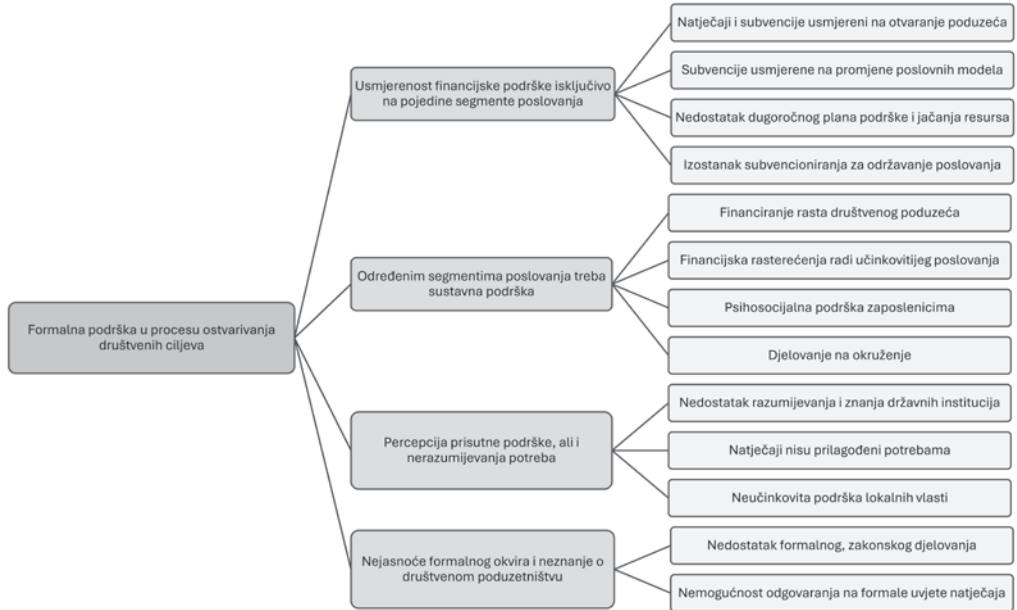 Formalna podrška u procesu ostvarivanja
društvenih ciljeva
Usmjerenost financijske podrške isključivo
na pojedine segmente poslovanja
Natječaji i subvencije usmjereni na otvaranje poduzeća
Subvencije usmjerene na promjene poslovnih modela
Nedostatak dugoročnog plana podrške i jačanja resursa
Izostanak subvencioniranja za održavanje poslovanja
Određenim segmentima poslovanja treba
sustavna podrška
Financiranje rasta društvenog poduzeća
Financijska rasterećenja radi učinkovitijeg poslovanja
Psihosocijalna podrška zaposlenicima
Djelovanje na okruženje
Percepcija prisutne podrške, ali i
nerazumijevanja potreba
Nedostatak razumijevanja i znanja državnih institucija
Natječaji nisu prilagođeni potrebama
Neučinkovita podrška lokalnih vlasti
Nejasnoće formalnog okvira i neznanje o
društvenom poduzetništvu
Nedostatak formalnog, zakonskog djelovanja
Nemogućnost odgovaranja na formale uvjete natječaja